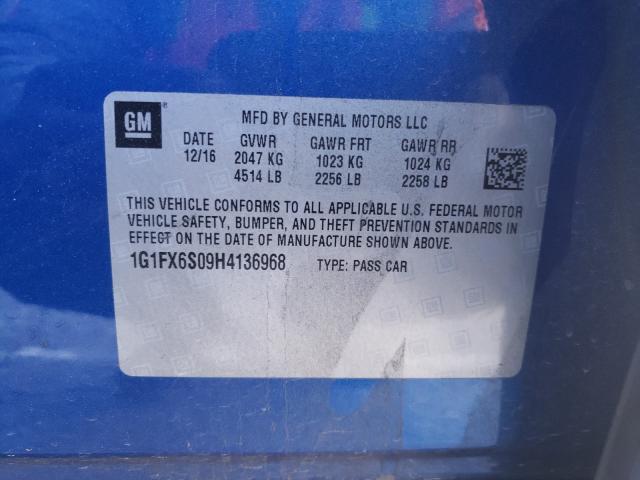 GM ®
MFD BY GENERAL MOTORS LLC
DATE GVWR GAWR FRT GAWR RR
12/16 2047 KG 1023 KG 1024 KG
4514 LB 2256 LB 2258 LB
THIS VEHICLE CONFORMS TO ALL APPLICABLE U.S. FEDERAL MOTOR
VEHICLE SAFETY, BUMPER, AND THEFT PREVENTION STANDARDS IN
EFFECT ON THE DATE OF MANUFACTURE SHOWN ABOVE.
1G1FX6S09H4136968 TYPE: PASS CAR